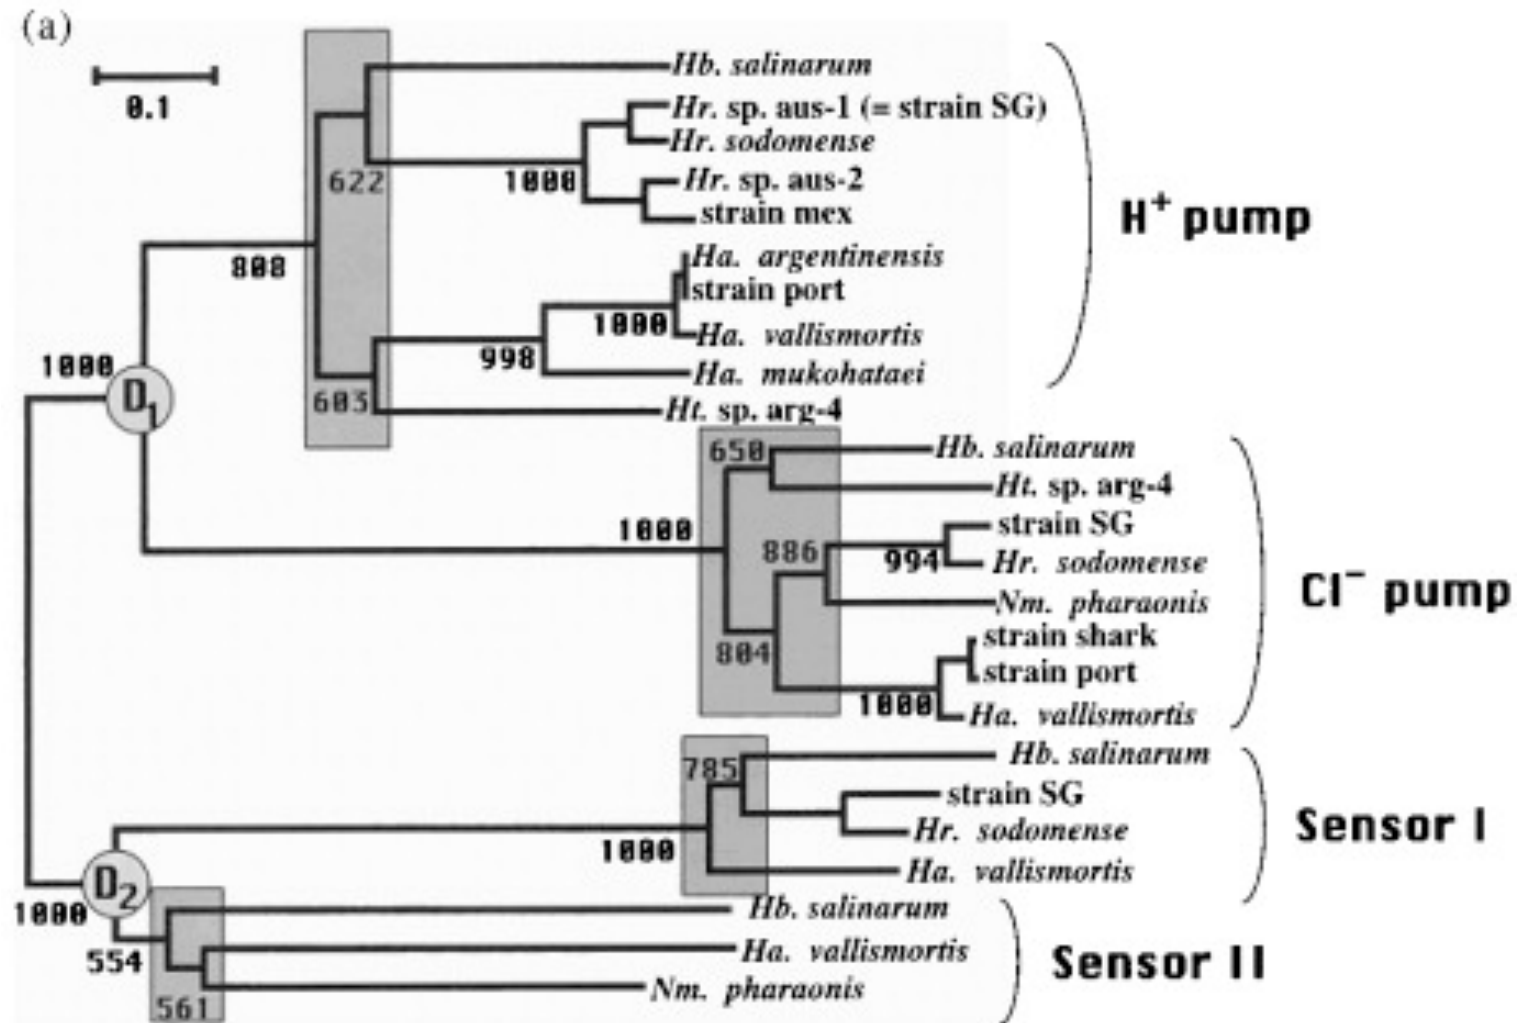 (a)
0.1
Hb. salinarum
Hr. sp. aus-1 (= strain SG)
Hr. sodomense
622
1000
Hr. sp. aus-2
strain mex
H⁺ pump
808
Ha. argentinensis
strain port
1000
Ha. vallismortis
998
Ha. mukohataei
1000
D₁
603
Ht. sp. arg-4
650
Hb. salinarum
Ht. sp. arg-4
1000
strain SG
886
994
Hr. sodomense
Nm. pharaonis
Cl⁻ pump
strain shark
804
strain port
1000
Ha. vallismortis
785
Hb. salinarum
strain SG
Hr. sodomense
Sensor I
1000
Ha. vallismortis
D₂
1000
Hb. salinarum
554
Ha. vallismortis
Sensor II
Nm. pharaonis
561